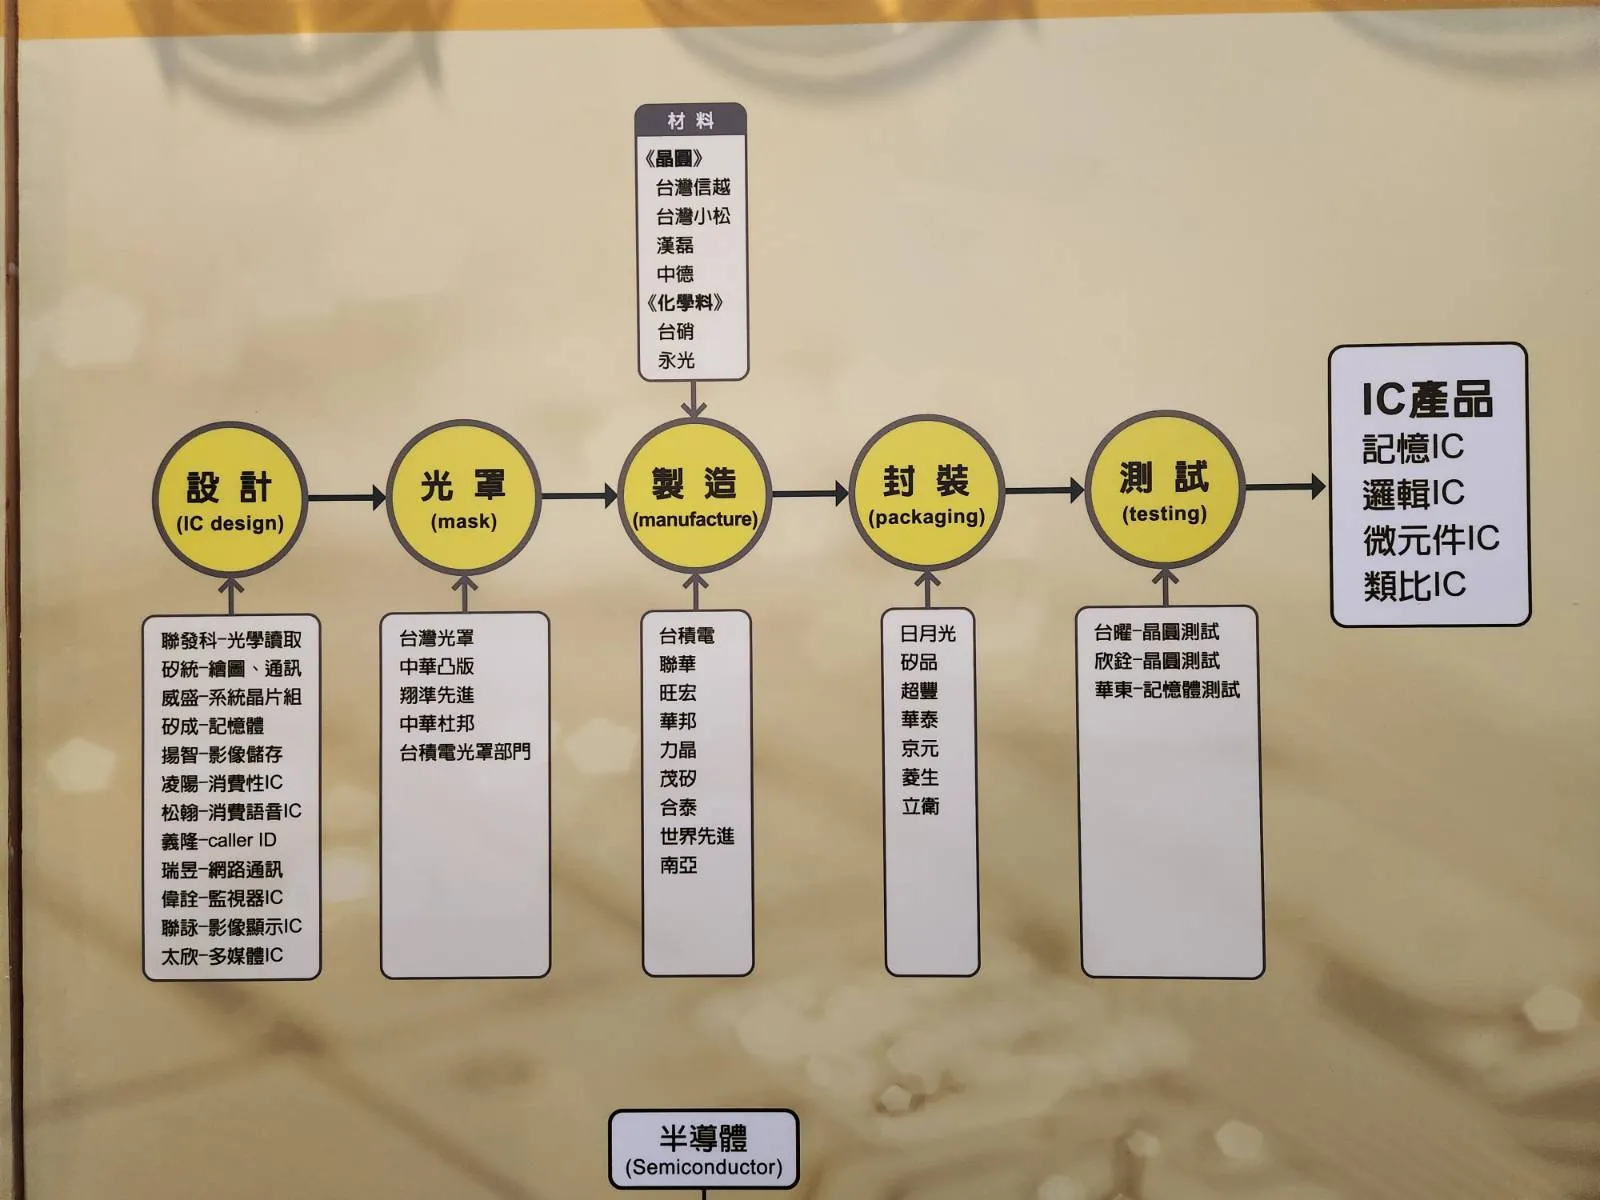 材料
《晶圓》
台灣信越
台灣小松
漢磊
中德
《化學料》
台硝
永光
設計
(IC design)
光罩
(mask)
製造
(manufacture)
封裝
(packaging)
測試
(testing)
IC產品
記憶IC
邏輯IC
微元件IC
類比IC
聯發科-光學讀取
矽統-繪圖、通訊
威盛-系統晶片組
矽成-記憶體
揚智-影像儲存
凌陽-消費性IC
松翰-消費語音IC
義隆-caller ID
瑞昱-網路通訊
偉詮-監視器IC
聯詠-影像顯示IC
太欣-多媒體IC
台灣光罩
中華凸版
翔準先進
中華杜邦
台積電光罩部門
台積電
聯華
旺宏
華邦
力晶
茂矽
合泰
世界先進
南亞
日月光
矽品
超豐
華泰
京元
菱生
立衛
台曜-晶圓測試
欣銓-晶圓測試
華東-記憶體測試
半導體
(Semiconductor)